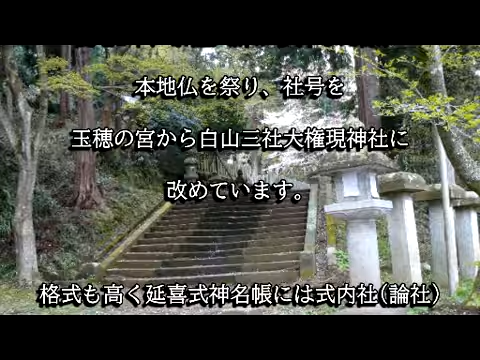 本地仏を祭り、社号を
玉穂の宮から白山三社大権現神社に
改めています。
格式も高く延喜式神名帳には式内社(論社)